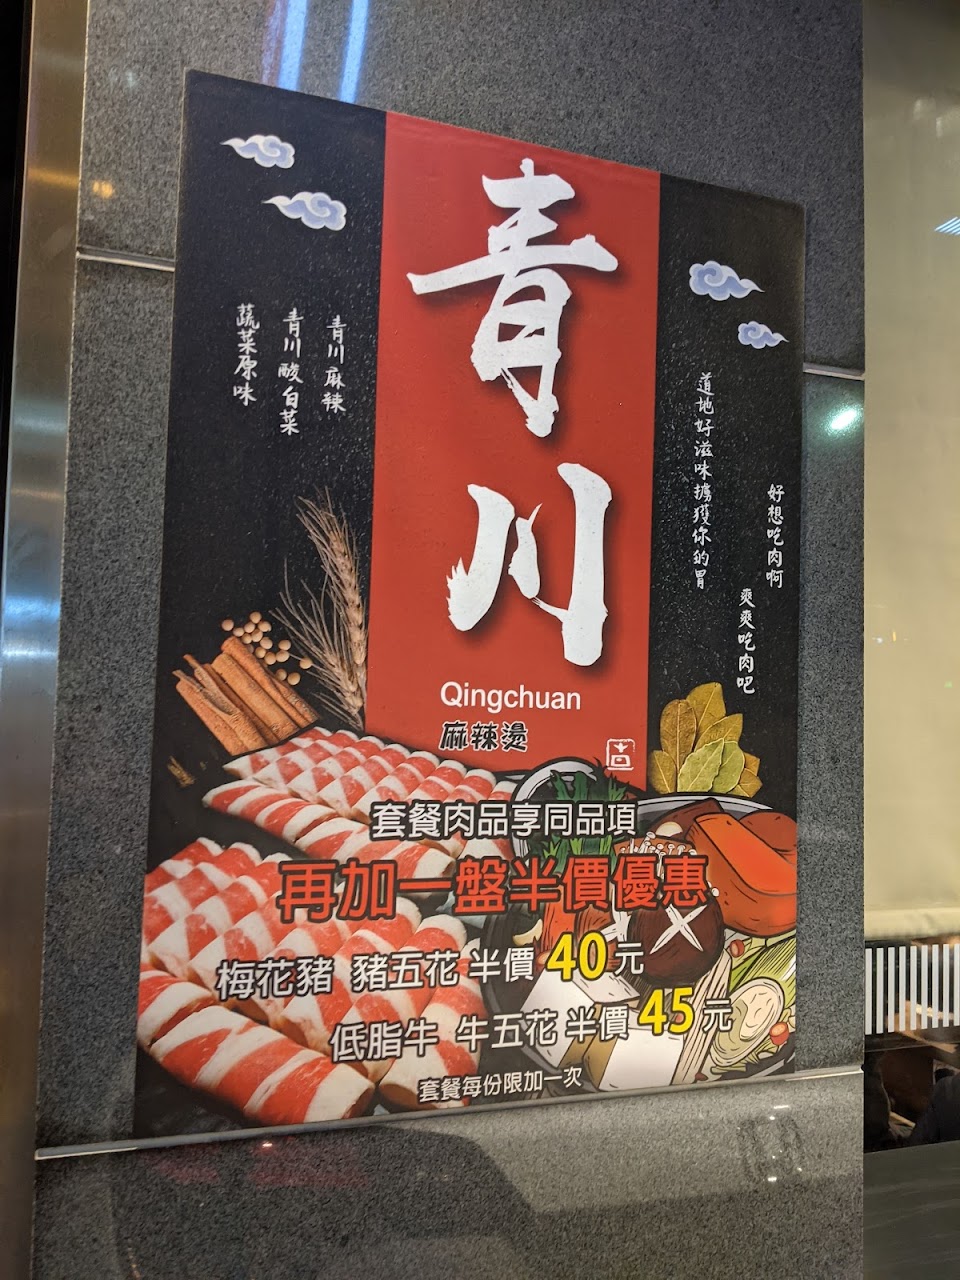 青川
Qingchuan
麻辣燙
青川麻辣
青川酸白菜
蔬菜原味
好想吃肉啊
爽爽吃肉吧
道地好滋味擄獲你的胃
套餐肉品享同品項
再加一盤半價優惠
梅花豬 豬五花 半價 40 元
低脂牛 牛五花 半價 45 元
套餐每份限加一次